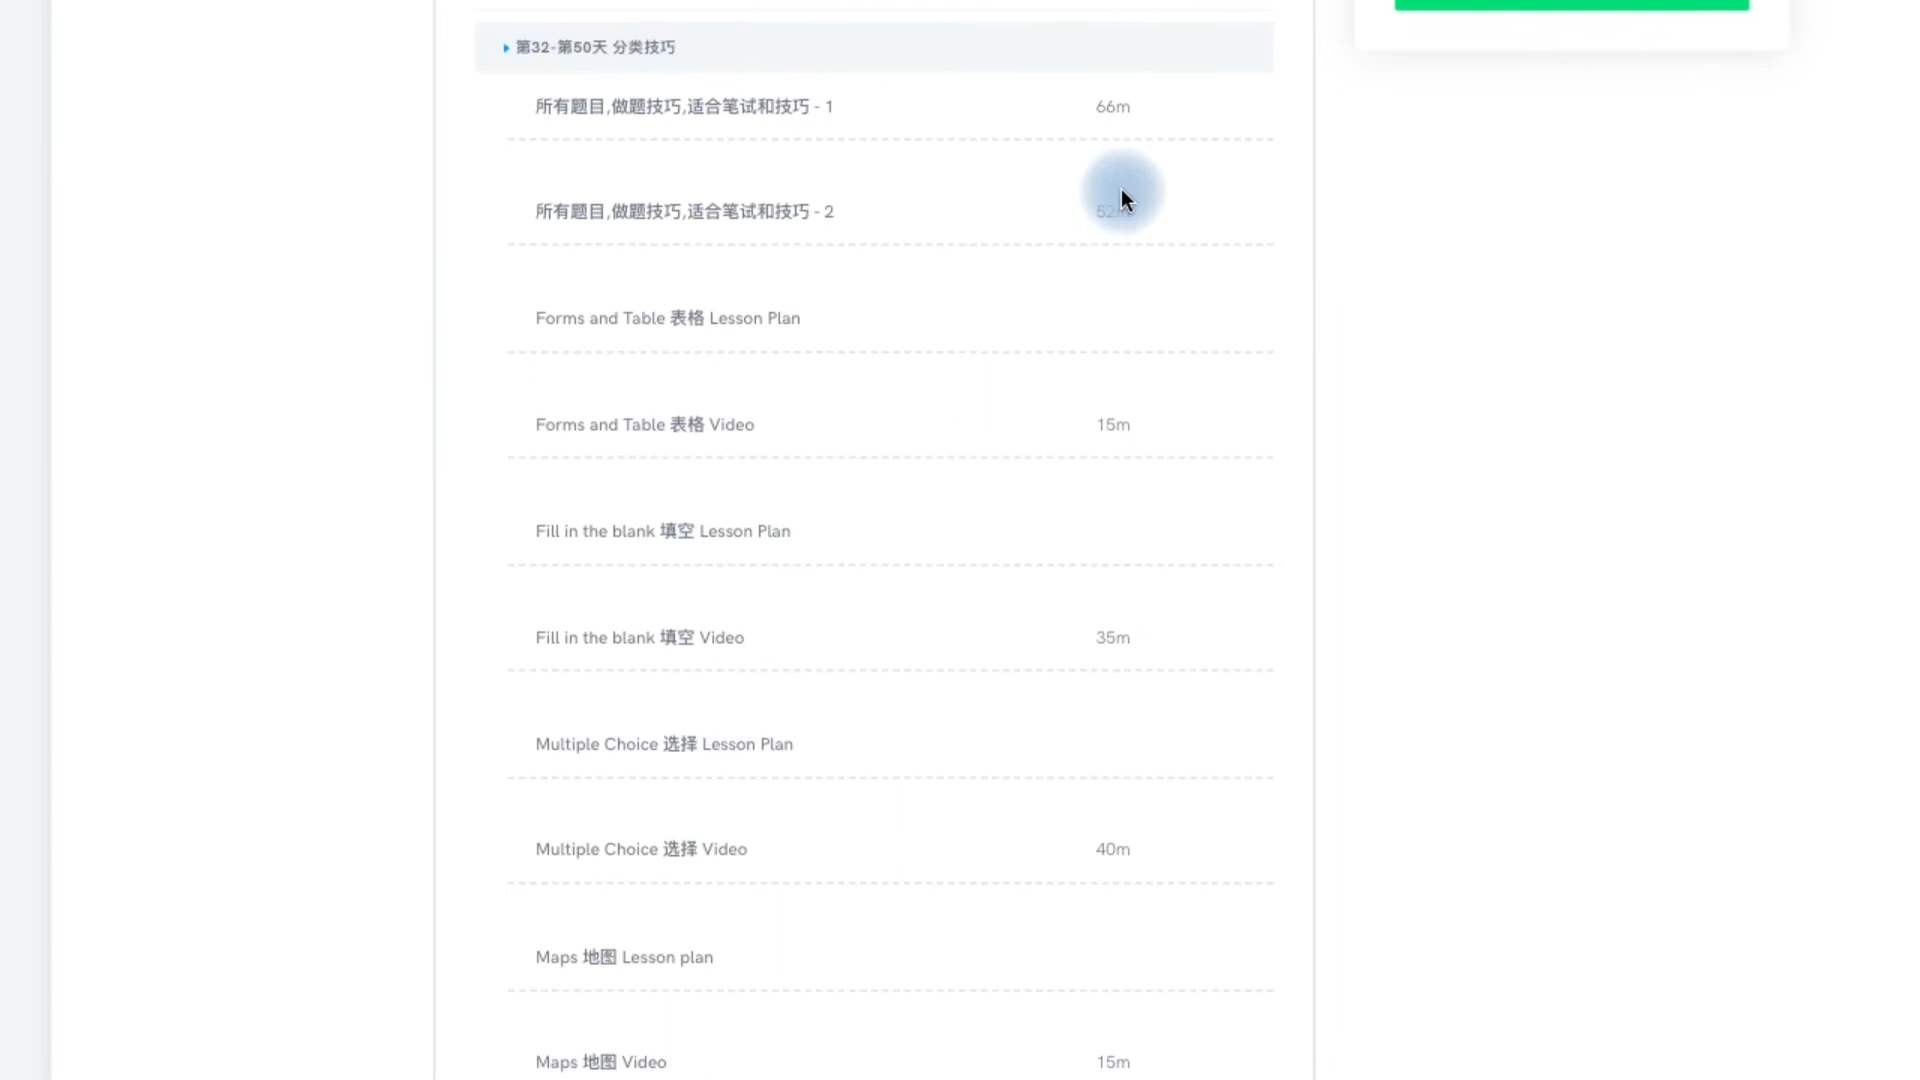 第32-第50天 分类技巧
所有题目,做题技巧,适合笔试和技巧 - 1 66m
所有题目,做题技巧,适合笔试和技巧 - 2
Forms and Table 表格 Lesson Plan
Forms and Table 表格 Video 15m
Fill in the blank 填空 Lesson Plan
Fill in the blank 填空 Video 35m
Multiple Choice 选择 Lesson Plan
Multiple Choice 选择 Video 40m
Maps 地图 Lesson plan
Maps 地图 Video 15m